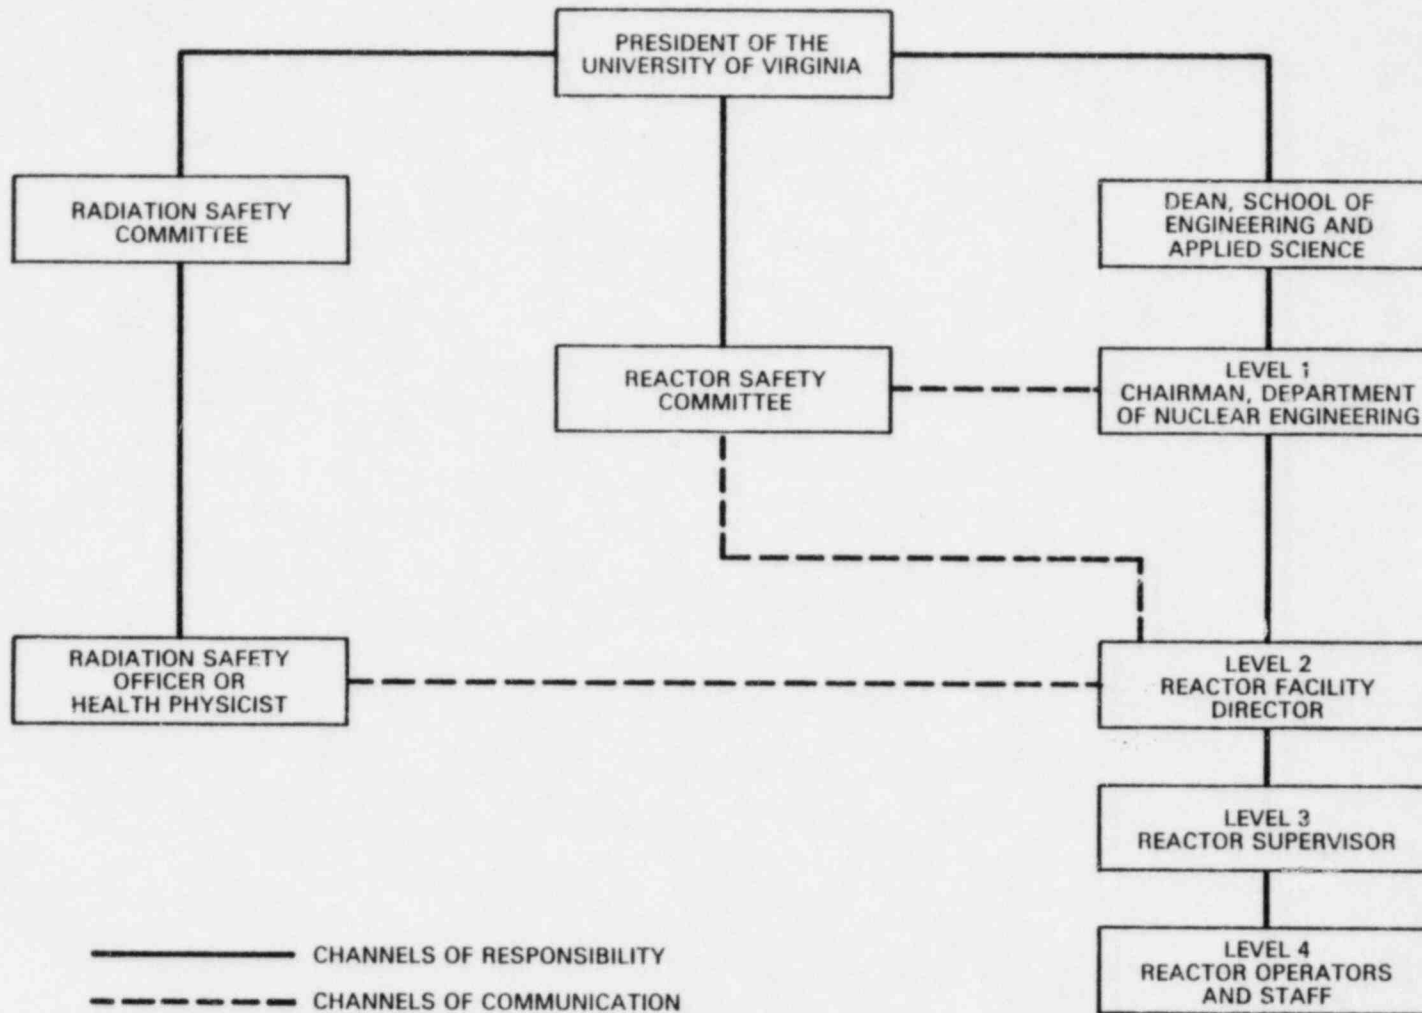 PRESIDENT OF THE
UNIVERSITY OF VIRGINIA
RADIATION SAFETY
COMMITTEE
DEAN, SCHOOL OF
ENGINEERING AND
APPLIED SCIENCE
REACTOR SAFETY
COMMITTEE
LEVEL 1
CHAIRMAN, DEPARTMENT
OF NUCLEAR ENGINEERING
RADIATION SAFETY
OFFICER OR
HEALTH PHYSICIST
LEVEL 2
REACTOR FACILITY
DIRECTOR
LEVEL 3
REACTOR SUPERVISOR
LEVEL 4
REACTOR OPERATORS
AND STAFF
CHANNELS OF RESPONSIBILITY
CHANNELS OF COMMUNICATION